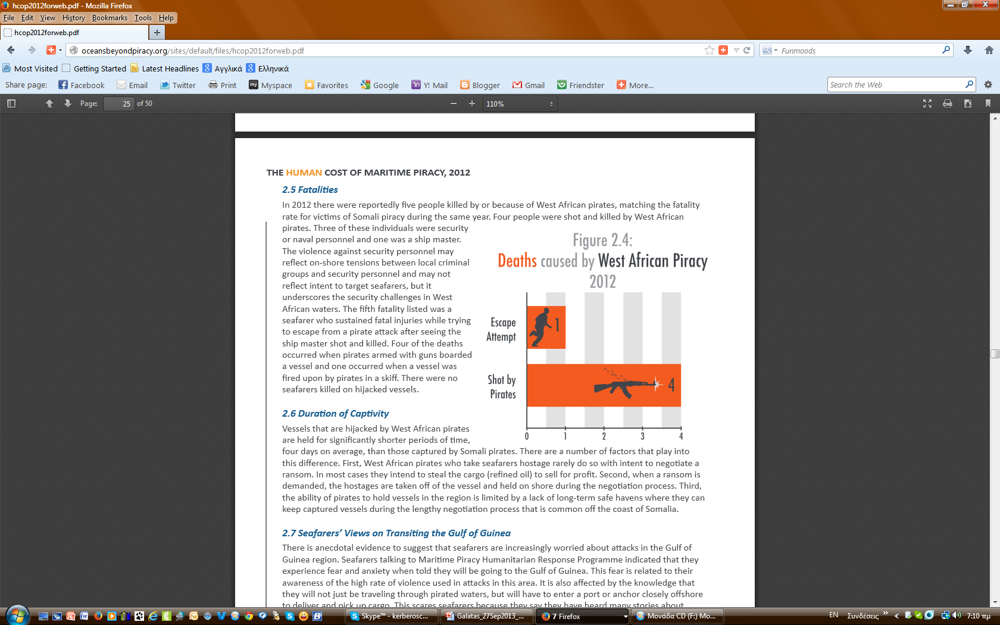 hcop2012forweb.pdf - Mozilla Firefox
File Edit View History Bookmarks Tools Help
hcop2012forweb.pdf
oceansbeyondpiracy.org/sites/default/files/hcop2012forweb.pdf
Funmoods
Most Visited Getting Started Latest Headlines Αγγλικά Ελληνικά
Share page: Facebook Email Twitter Print Myspace Favorites Google Y! Mail Blogger Gmail Friendster More...
Search the Web
Page: 25 of 50
110%
THE HUMAN COST OF MARITIME PIRACY, 2012
2.5 Fatalities
In 2012 there were reportedly five people killed by or because of West African pirates, matching the fatality
rate for victims of Somali piracy during the same year. Four people were shot and killed by West African
pirates. Three of these individuals were security
or naval personnel and one was a ship master.
The violence against security personnel may
reflect on-shore tensions between local criminal
groups and security personnel and may not
reflect intent to target seafarers, but it
underscores the security challenges in West
African waters. The fifth fatality listed was a
seafarer who sustained fatal injuries while trying
to escape from a pirate attack after seeing the
ship master shot and killed. Four of the deaths
occurred when pirates armed with guns boarded
a vessel and one occurred when a vessel was
fired upon by pirates in a skiff. There were no
seafarers killed on hijacked vessels.
Figure 2.4:
Deaths caused by West African Piracy
2012
Escape
Attempt
1
Shot by
Pirates
4
0 1 2 3 4
2.6 Duration of Captivity
Vessels that are hijacked by West African pirates
are held for significantly shorter periods of time,
four days on average, than those captured by Somali pirates. There are a number of factors that play into
this difference. First, West African pirates who take seafarers hostage rarely do so with intent to negotiate a
ransom. In most cases they intend to steal the cargo (refined oil) to sell for profit. Second, when a ransom is
demanded, the hostages are taken off of the vessel and held on shore during the negotiation process. Third,
the ability of pirates to hold vessels in the region is limited by a lack of long-term safe havens where they can
keep captured vessels during the lengthy negotiation process that is common off the coast of Somalia.
2.7 Seafarers’ Views on Transiting the Gulf of Guinea
There is anecdotal evidence to suggest that seafarers are increasingly worried about attacks in the Gulf of
Guinea region. Seafarers talking to Maritime Piracy Humanitarian Response Programme indicated that they
experience fear and anxiety when told they will be going to the Gulf of Guinea. This fear is related to their
awareness of the high rate of violence used in attacks in this area. It is also affected by the knowledge that
they will not just be traveling through pirated waters, but will have to enter a port or anchor closely offshore
to deliver and pick up cargo. This scares seafarers because they say they have heard many stories about
Skype™ - kerberosc... Galatas_27Sep2013_... 7 Firefox Μονάδα CD (F:) Mo... EN Συνδέσεις 7:10 πμ